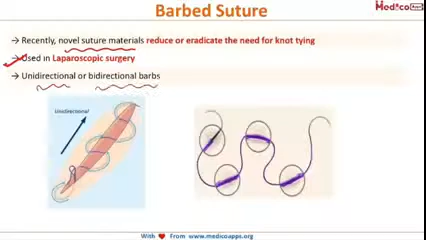 Barbed Suture
MedicoApps
→ Recently, novel suture materials reduce or eradicate the need for knot tying
→ Used in Laparoscopic surgery
→ Unidirectional or bidirectional barbs
Unidirectional
With ❤ From www.medicoapps.org